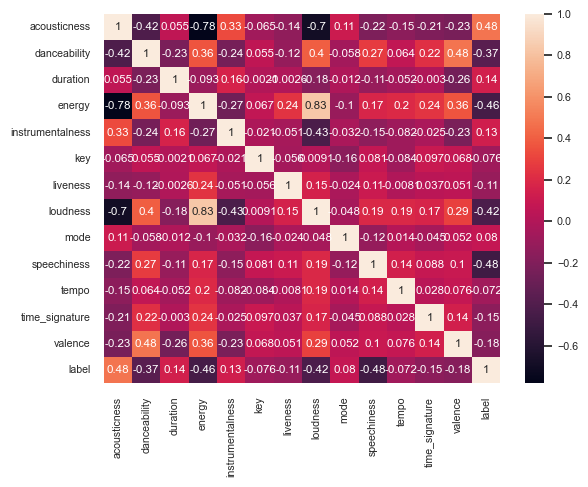 acousticness 1 -0.42 0.055 -0.78 0.33 -0.065 -0.14 -0.7 0.11 -0.22 -0.15 -0.21 -0.23 0.48 1.0
danceability -0.42 1 -0.23 0.36 -0.24 0.055 -0.12 0.4 -0.058 0.27 0.064 0.22 0.48 -0.37 0.8
duration 0.055 -0.23 1 -0.093 0.16 -0.0021 0.0026 -0.18 -0.012 -0.11 -0.052 -0.003 -0.26 0.14
energy -0.78 0.36 -0.093 1 -0.27 0.067 0.24 0.83 -0.1 0.17 0.2 0.24 0.36 -0.46 0.6
instrumentalness 0.33 -0.24 0.16 -0.27 1 -0.021 -0.051 -0.43 -0.032 -0.15 -0.082 -0.025 -0.23 0.13 0.4
key -0.065 0.055 -0.0021 0.067 -0.021 1 -0.056 0.0091 -0.16 0.081 -0.084 0.097 0.068 -0.076
liveness -0.14 -0.12 0.0026 0.24 -0.051 -0.056 1 0.15 -0.024 0.11 0.0081 0.037 0.051 -0.11 0.2
loudness -0.7 0.4 -0.18 0.83 -0.43 0.0091 0.15 1 -0.048 0.19 0.19 0.17 0.29 -0.42 0.0
mode 0.11 -0.058 -0.012 -0.1 -0.032 -0.16 -0.024 -0.048 1 -0.12 0.014 -0.045 0.052 0.08
speechiness -0.22 0.27 -0.11 0.17 -0.15 0.081 0.11 0.19 -0.12 1 0.14 0.088 0.1 -0.48 -0.2
tempo -0.15 0.064 -0.052 0.2 -0.082 -0.084 0.0081 0.19 0.014 0.14 1 0.028 0.076 -0.072 -0.4
time_signature -0.21 0.22 -0.003 0.24 -0.025 0.097 0.037 0.17 -0.045 0.088 0.028 1 0.14 -0.15
valence -0.23 0.48 -0.26 0.36 -0.23 0.068 0.051 0.29 0.052 0.1 0.076 0.14 1 -0.18 -0.6
label 0.48 -0.37 0.14 -0.46 0.13 -0.076 -0.11 -0.42 0.08 -0.48 -0.072 -0.15 -0.18 1
acousticness danceability duration energy instrumentalness key liveness loudness mode speechiness tempo time_signature valence label